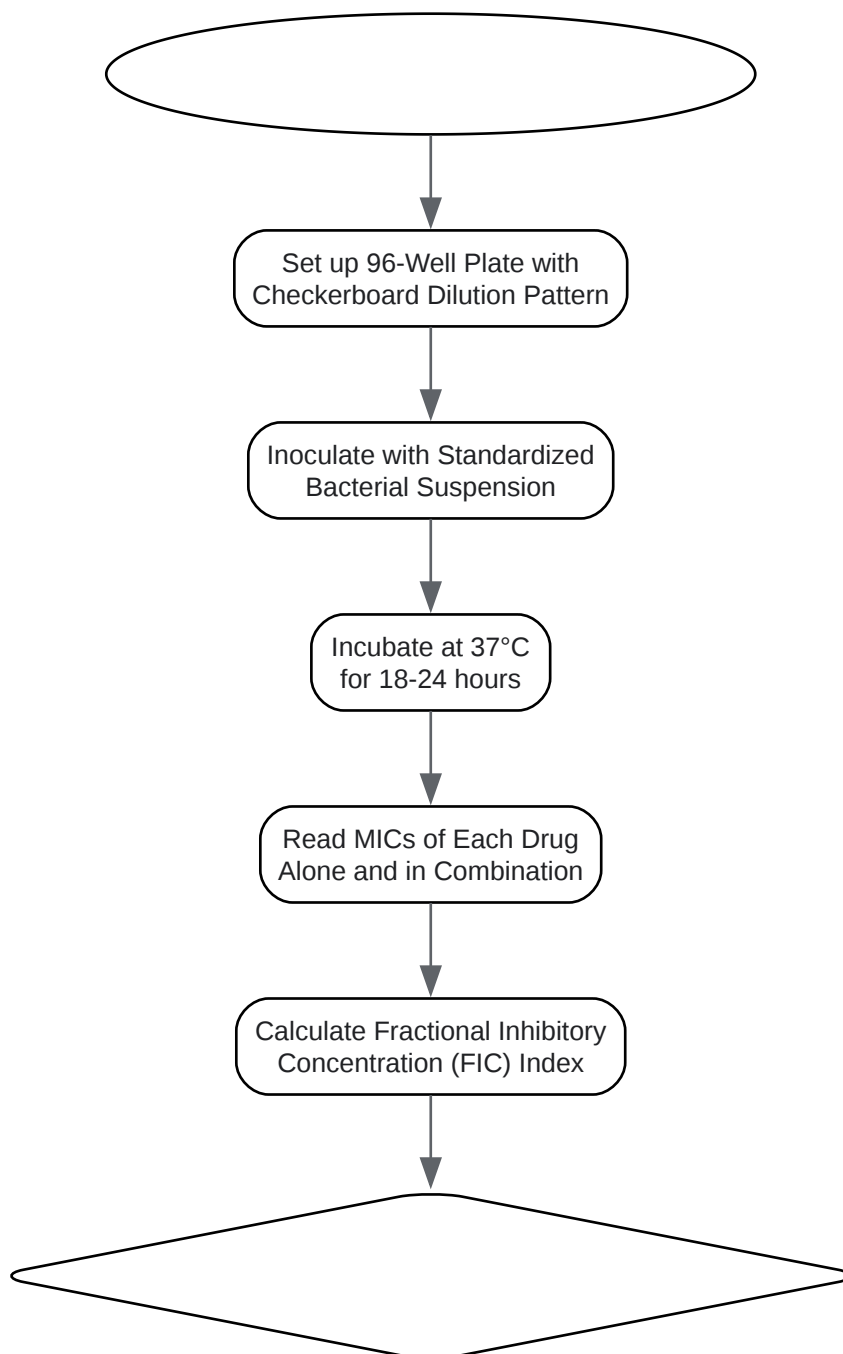 Set up 96-Well Plate with
Checkerboard Dilution Pattern
Inoculate with Standardized
Bacterial Suspension
Incubate at 37°C
for 18-24 hours
Read MICs of Each Drug
Alone and in Combination
Calculate Fractional Inhibitory
Concentration (FIC) Index